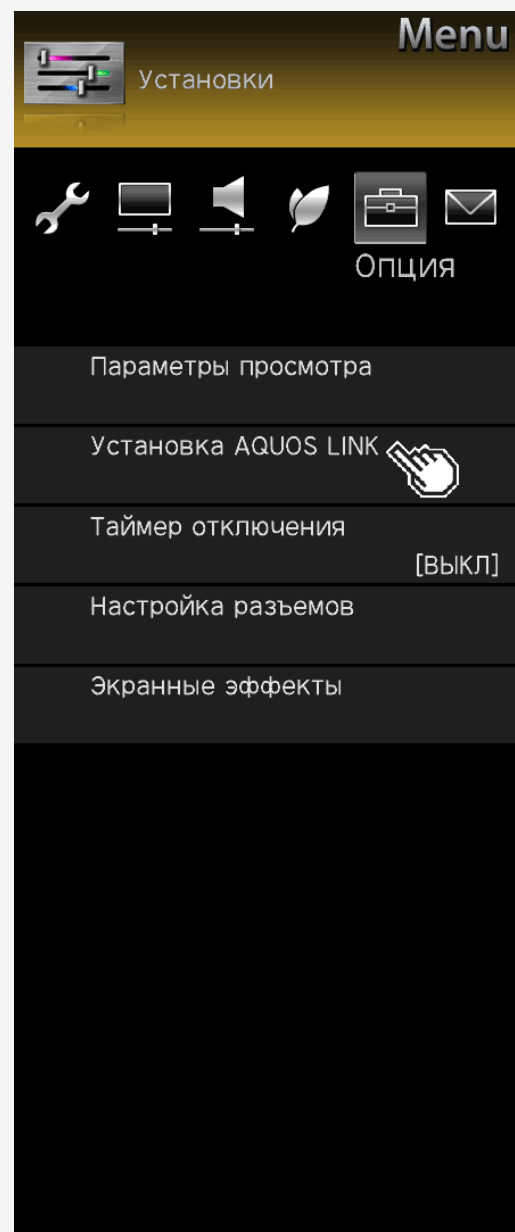 Menu
Установки
Опция
Параметры просмотра
Установка AQUOS LINK
Таймер отключения
[ВЫКЛ]
Настройка разъемов
Экранные эффекты